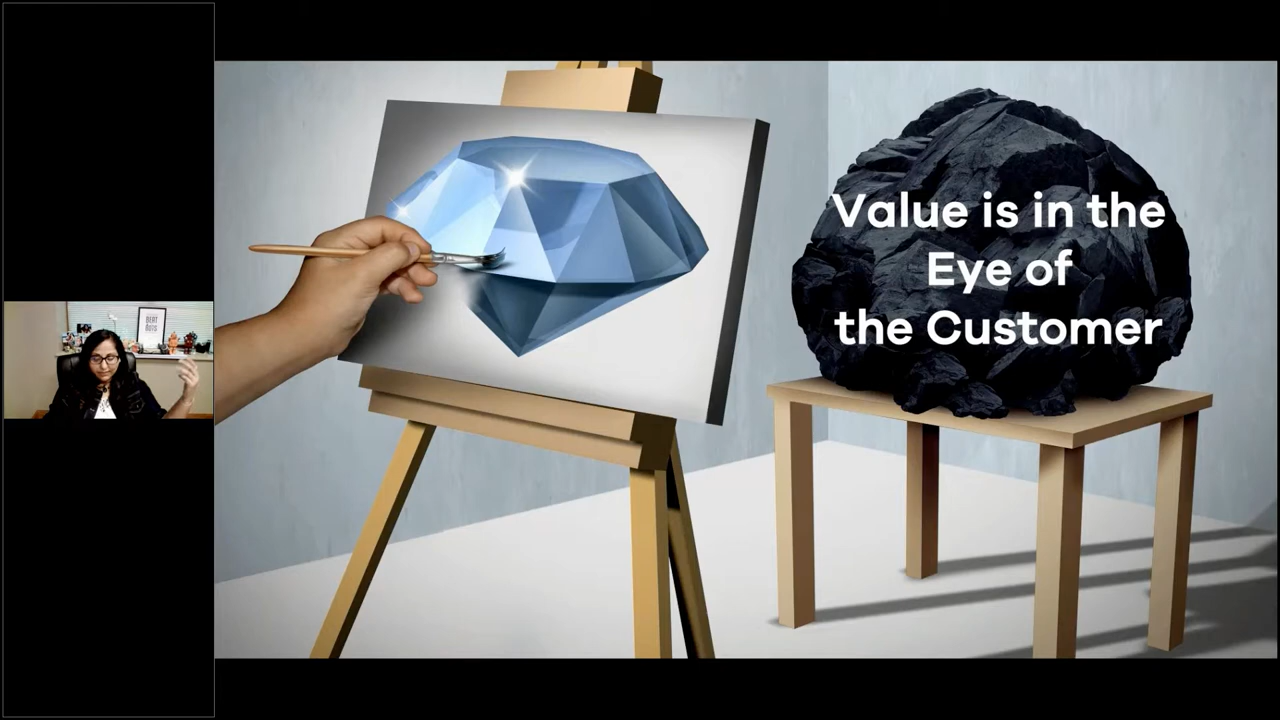 Value is in the
Eye of
the Customer